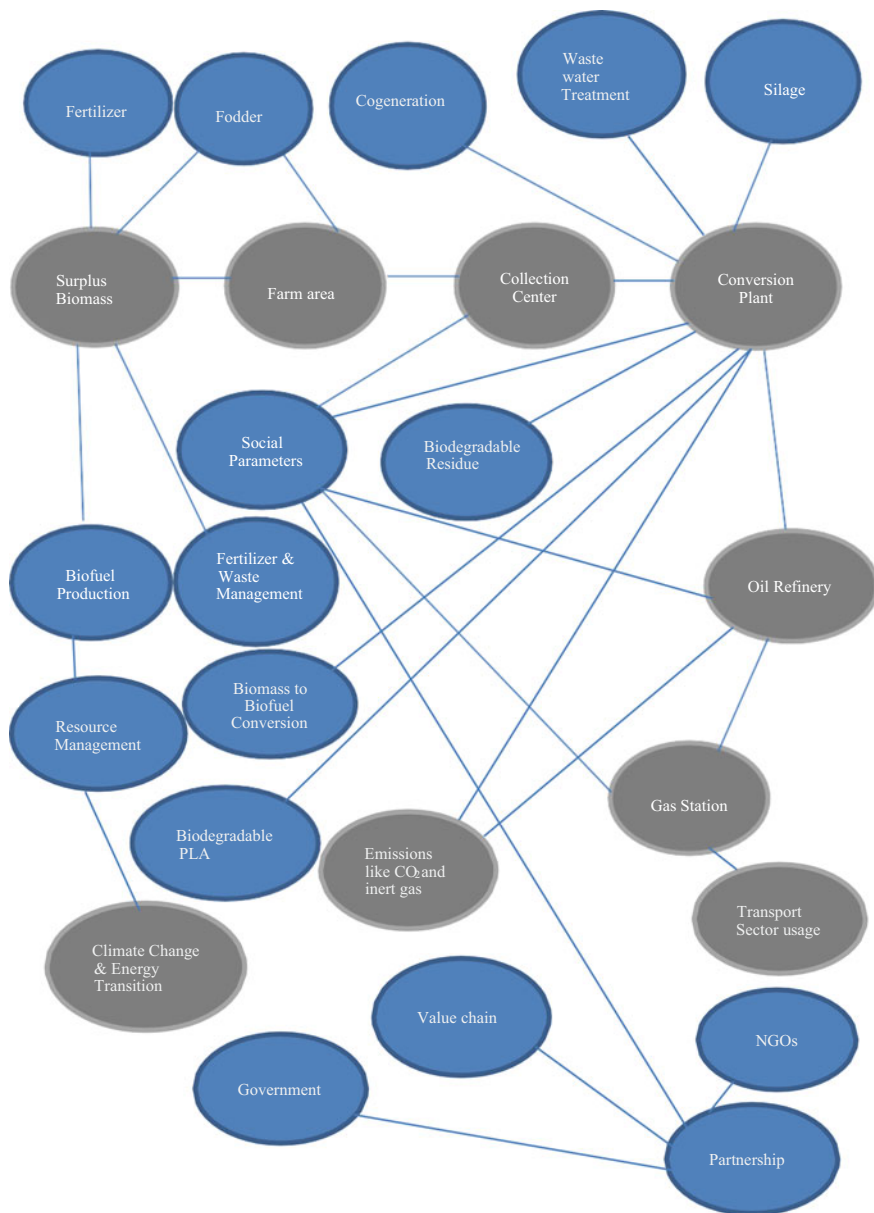 Fertilizer
Fodder
Cogeneration
Waste
water
Treatment
Silage
Surplus
Biomass
Farm area
Collection
Center
Conversion
Plant
Social
Parameters
Biodegradable
Residue
Biofuel
Production
Fertilizer &
Waste
Management
Oil Refinery
Resource
Management
Biomass to
Biofuel
Conversion
Gas Station
Biodegradable
PLA
Emissions
like CO₂ and
inert gas
Transport
Sector usage
Climate Change
& Energy
Transition
Value chain
NGOs
Government
Partnership